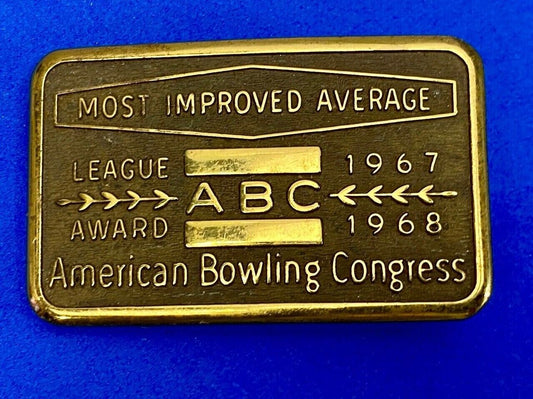 MOST IMPROVED AVERAGE
LEAGUE 1967
ABC
AWARD 1968
American Bowling Congress